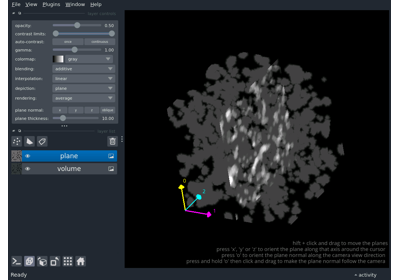 File View Plugins Window Help
layer controls
opacity: 0.50
contrast limits:
auto-contrast: once continuous
gamma: 1.00
colormap: gray
blending: additive
interpolation: linear
depiction: plane
rendering: average
plane normal: x y z oblique
plane thickness: 10.00
plane
volume
0
2
shift + click and drag to move the planes
press 'x', 'y' or 'z' to orient the plane along that axis around the cursor
press 'o' to orient the plane normal along the camera view direction
press and hold 'o' then click and drag to make the plane normal follow the camera
Ready
activity